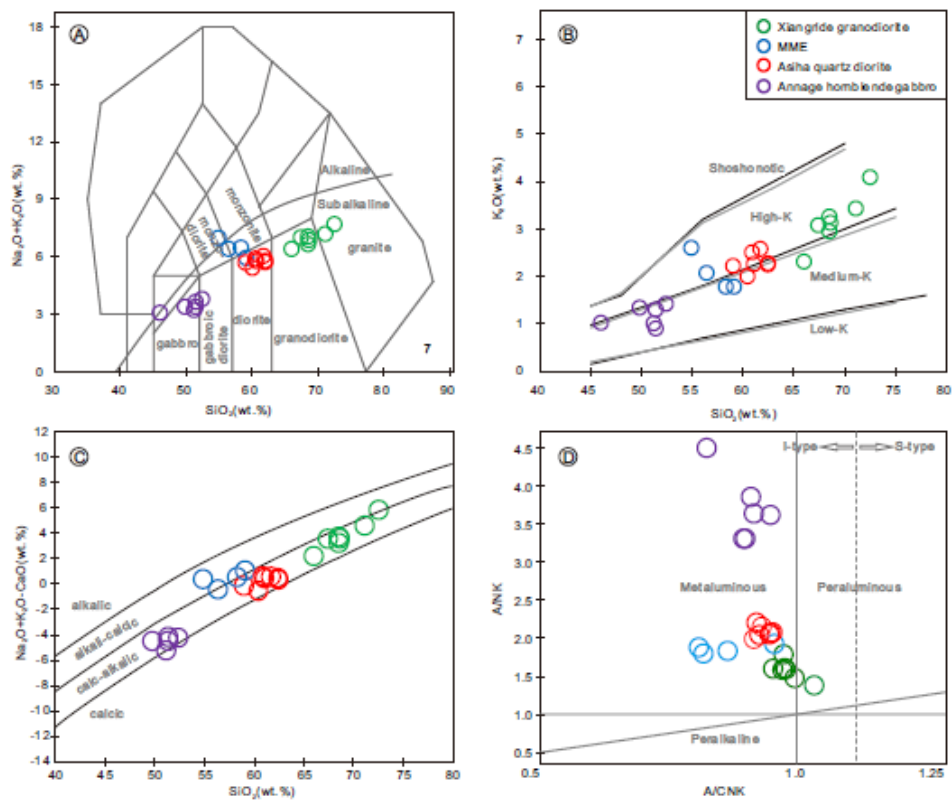 A
18
15
12
9
6
3
0
Na₂O+K₂O(wt.%)
30 40 50 60 70 80 90
SiO₂(wt.%)
Alkaline
Subalkaline
monzonite
monzo
diorite
granite
gabbro
gabbroic
diorite
diorite
granodiorite
7
B
7
6
5
4
3
2
1
0
K₂O(wt.%)
40 45 50 55 60 65 70 75 80
SiO₂(wt.%)
Xiangride granodiorite
MME
Asiha quartz diorite
Annage hornblende gabbro
Shoshonotic
High-K
Medium-K
Low-K
C
12
10
8
6
4
2
0
-2
-4
-6
-8
-10
-12
-14
Na₂O+K₂O-CaO(wt.%)
40 45 50 55 60 65 70 75 80
SiO₂(wt.%)
alkalic
alkali-calcic
calc-alkalic
calcic
D
4.5
4.0
3.5
3.0
2.5
2.0
1.5
1.0
0.5
A/NK
0.5 1.0 1.25
A/CNK
I-type S-type
Metaluminous
Peraluminous
Peralkaline